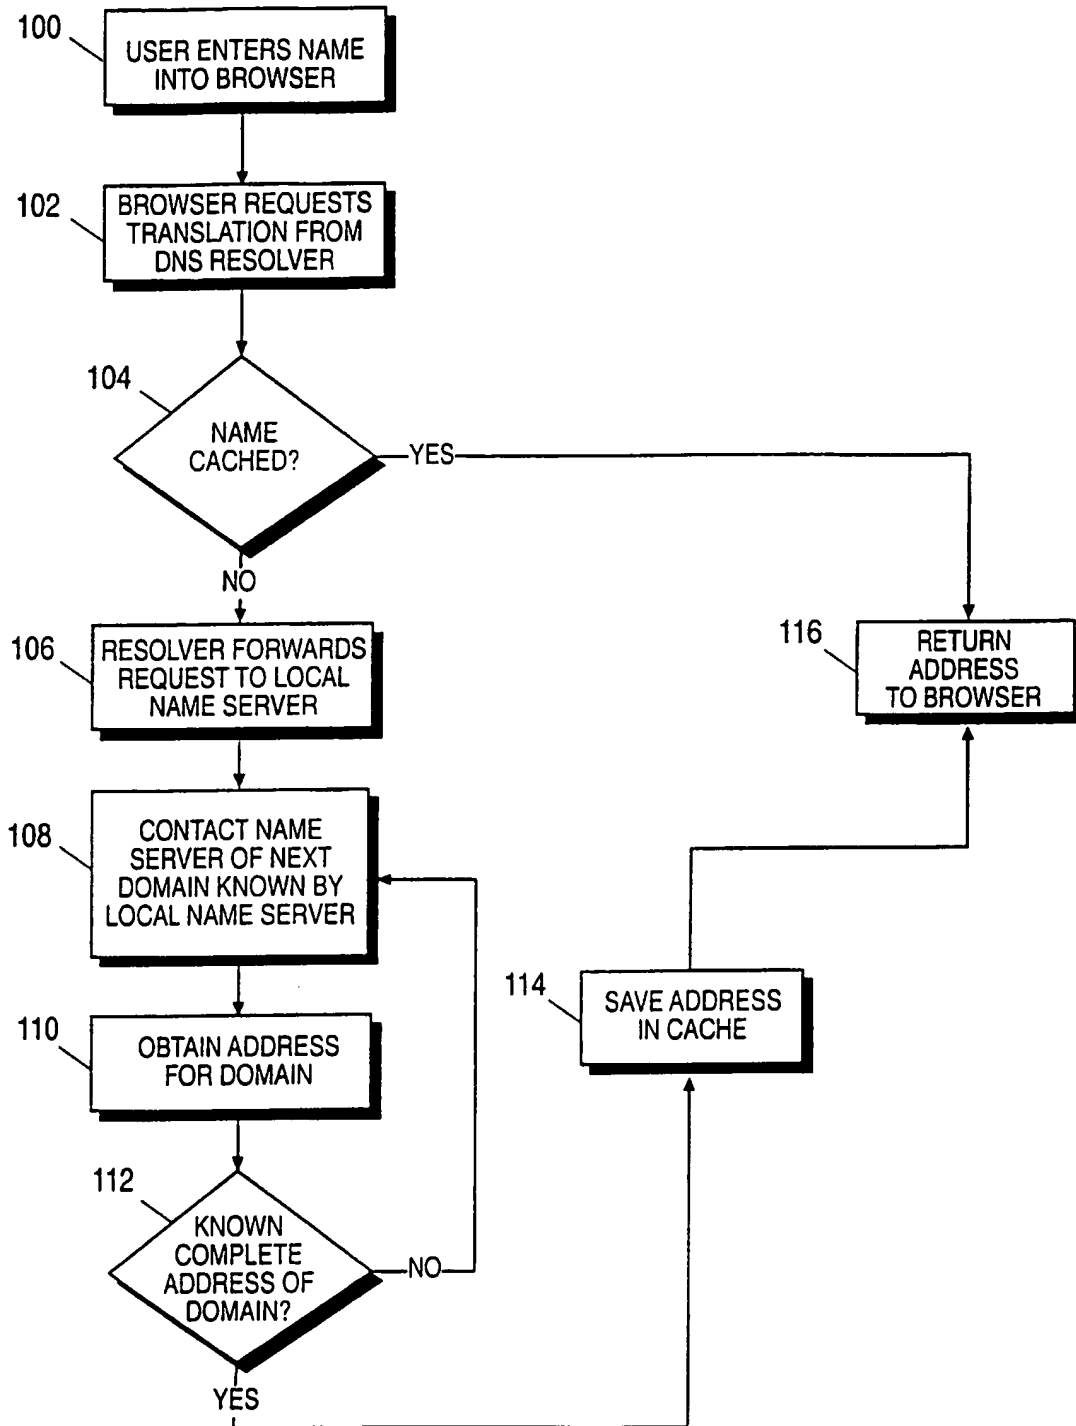 100
USER ENTERS NAME
INTO BROWSER
102
BROWSER REQUESTS
TRANSLATION FROM
DNS RESOLVER
104
NAME
CACHED?
YES
NO
106
RESOLVER FORWARDS
REQUEST TO LOCAL
NAME SERVER
116
RETURN
ADDRESS
TO BROWSER
108
CONTACT NAME
SERVER OF NEXT
DOMAIN KNOWN BY
LOCAL NAME SERVER
114
SAVE ADDRESS
IN CACHE
110
OBTAIN ADDRESS
FOR DOMAIN
112
KNOWN
COMPLETE
ADDRESS OF
DOMAIN?
NO
YES